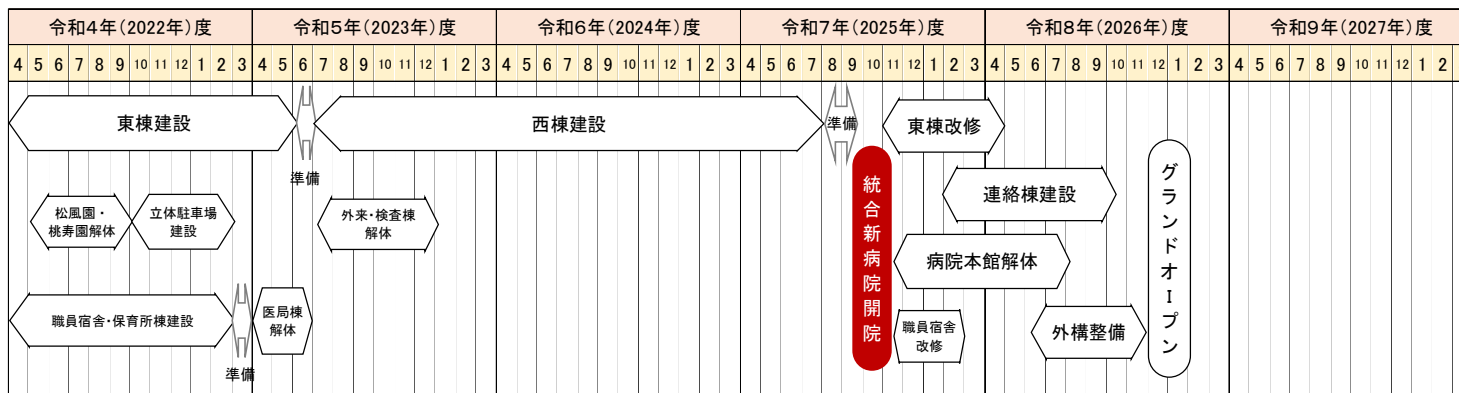 令和4年(2022年)度 令和5年(2023年)度 令和6年(2024年)度 令和7年(2025年)度 令和8年(2026年)度 令和9年(2027年)度
4 5 6 7 8 9 10 11 12 1 2 3 4 5 6 7 8 9 10 11 12 1 2 3 4 5 6 7 8 9 10 11 12 1 2 3 4 5 6 7 8 9 10 11 12 1 2 3 4 5 6 7 8 9 10 11 12 1 2 3 4 5 6 7 8 9 10 11 12 1 2
東棟建設
準備
西棟建設
準備
東棟改修
松風園・
桃寿園解体
立体駐車場
建設
外来・検査棟
解体
統合新病院開院
連絡棟建設
病院本館解体
グランドオープン
職員宿舎・保育所棟建設
準備
医局棟
解体
職員宿舎
改修
外構整備